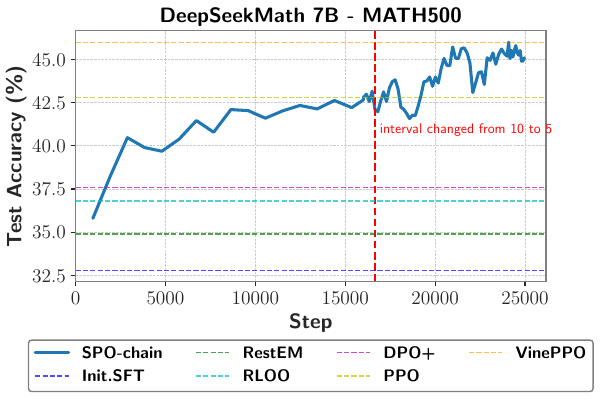 DeepSeekMath 7B - MATH500
Test Accuracy (%)
45.0
42.5
40.0
37.5
35.0
32.5
interval changed from 10 to 5
0 5000 10000 15000 20000 25000
Step
SPO-chain RestEM DPO+ VinePPO
Init.SFT RLOO PPO